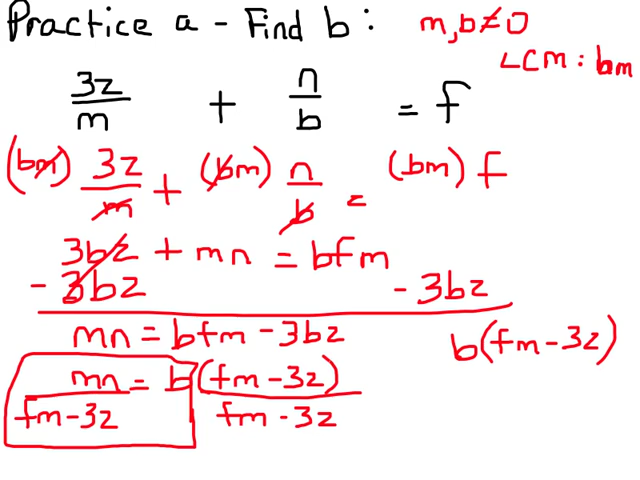 Practice a - Find b: m,b≠0
LCM: bm
3z/m + n/b = f
(bm) 3z/m + (bm) n/b = (bm) f
3bz + mn = bfm
- 3bz - 3bz
mn = bfm - 3bz b(fm - 3z)
mn = b(fm - 3z)
fm - 3z fm - 3z